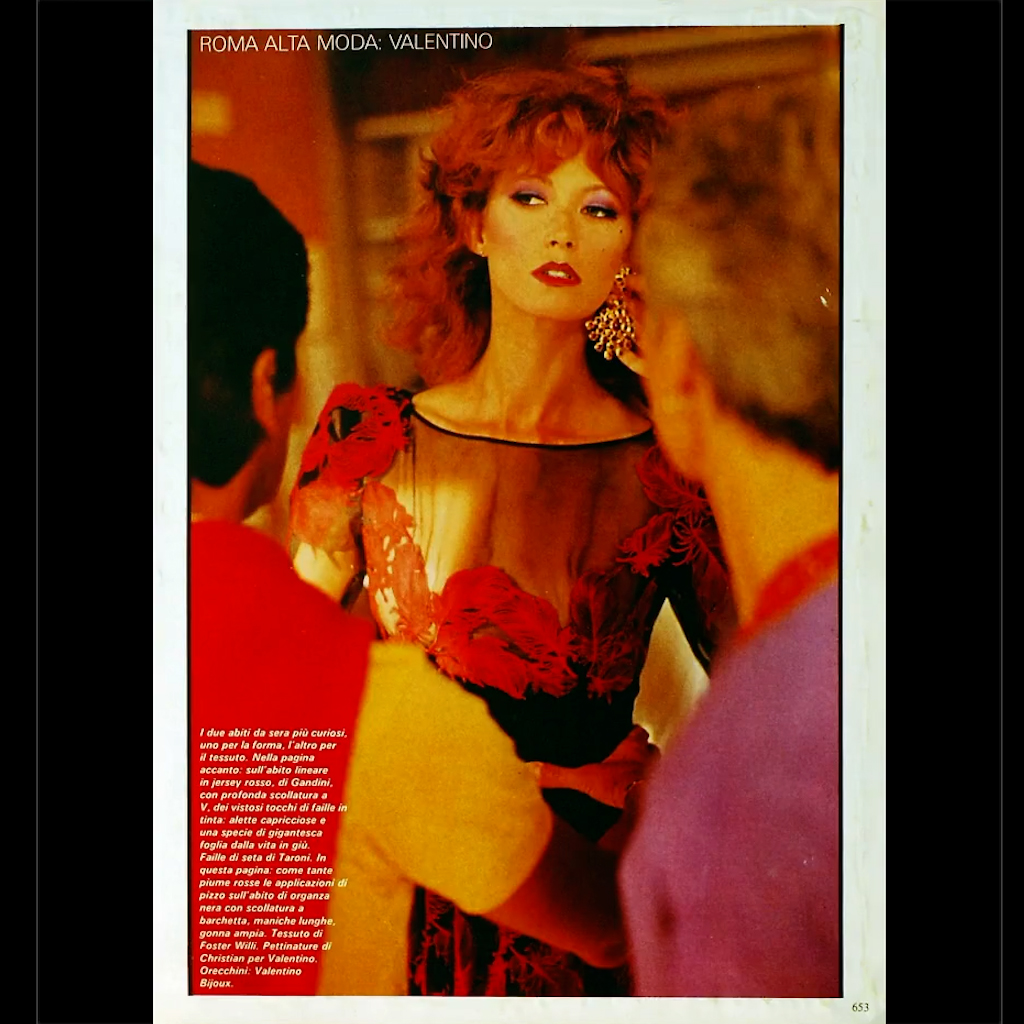 ROMA ALTA MODA: VALENTINO
I due abiti da sera più curiosi,
uno per la forma, l'altro per
il tessuto. Nella pagina
accanto: sull'abito lineare
in jersey rosso, di Gandini,
con profonda scollatura a
V, dei vistosi tocchi di faille in
tinta: alette capricciose e
una specie di gigantesca
foglia dalla vita in giù.
Faille di seta di Taroni. In
questa pagina: come tante
piume rosse le applicazioni di
pizzo sull'abito di organza
nera con scollatura a
barchetta, maniche lunghe,
gonna ampia. Tessuto di
Foster Willi. Pettinature di
Christian per Valentino.
Orecchini: Valentino
Bijoux.
653